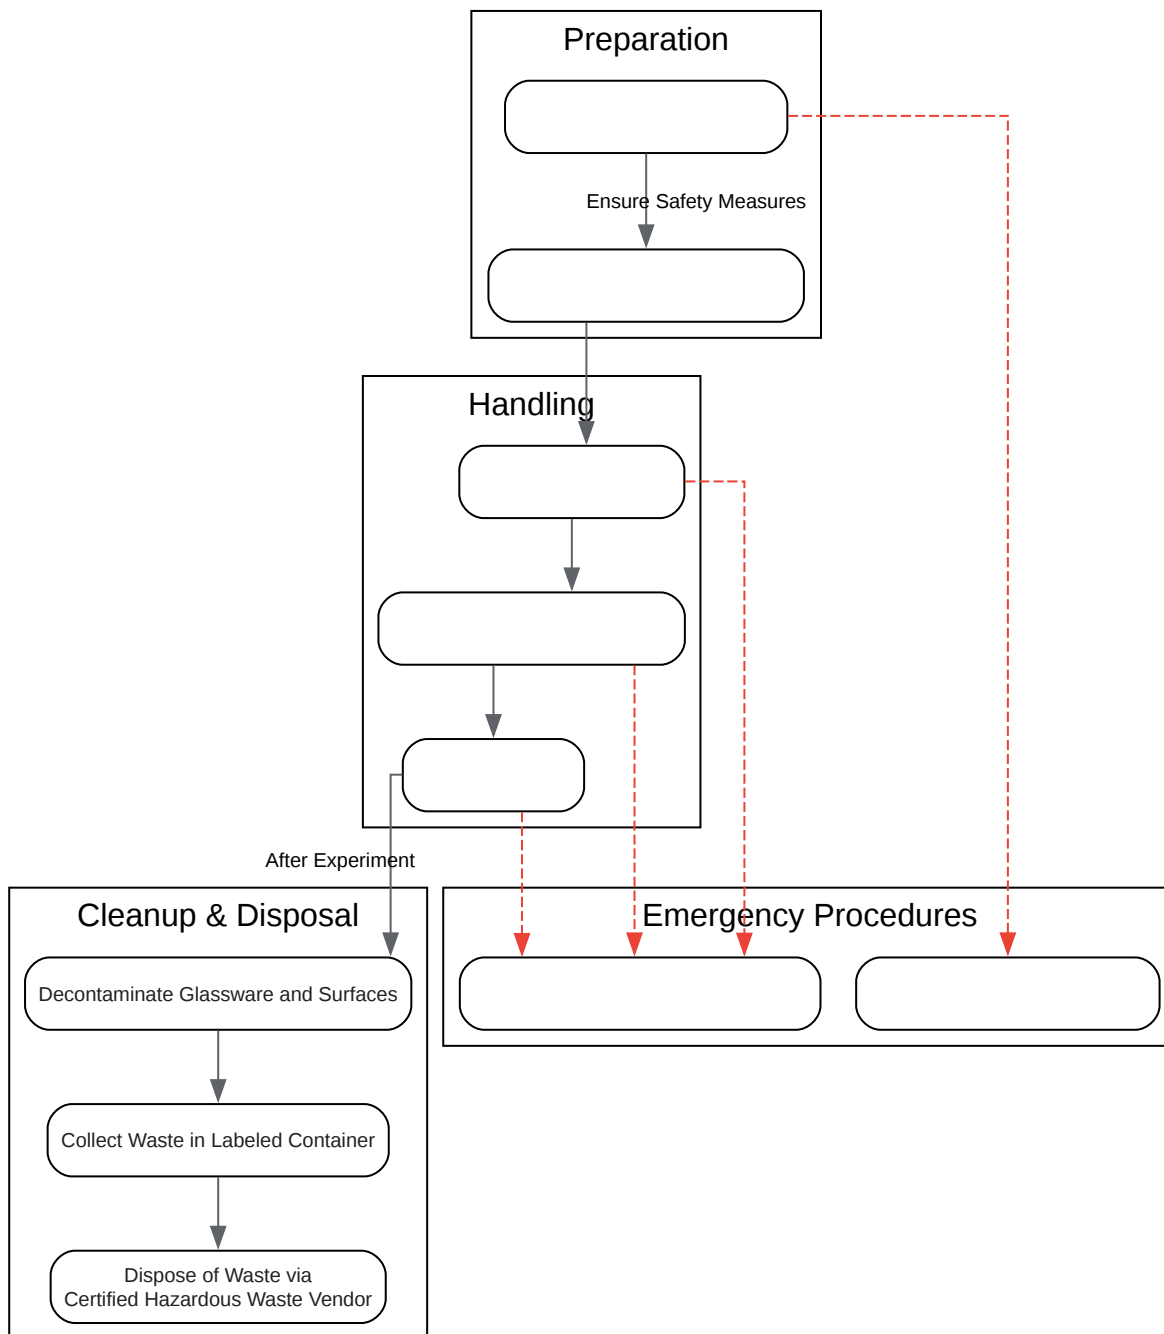 Preparation
Ensure Safety Measures
Handling
After Experiment
Cleanup & Disposal
Emergency Procedures
Decontaminate Glassware and Surfaces
Collect Waste in Labeled Container
Dispose of Waste via
Certified Hazardous Waste Vendor